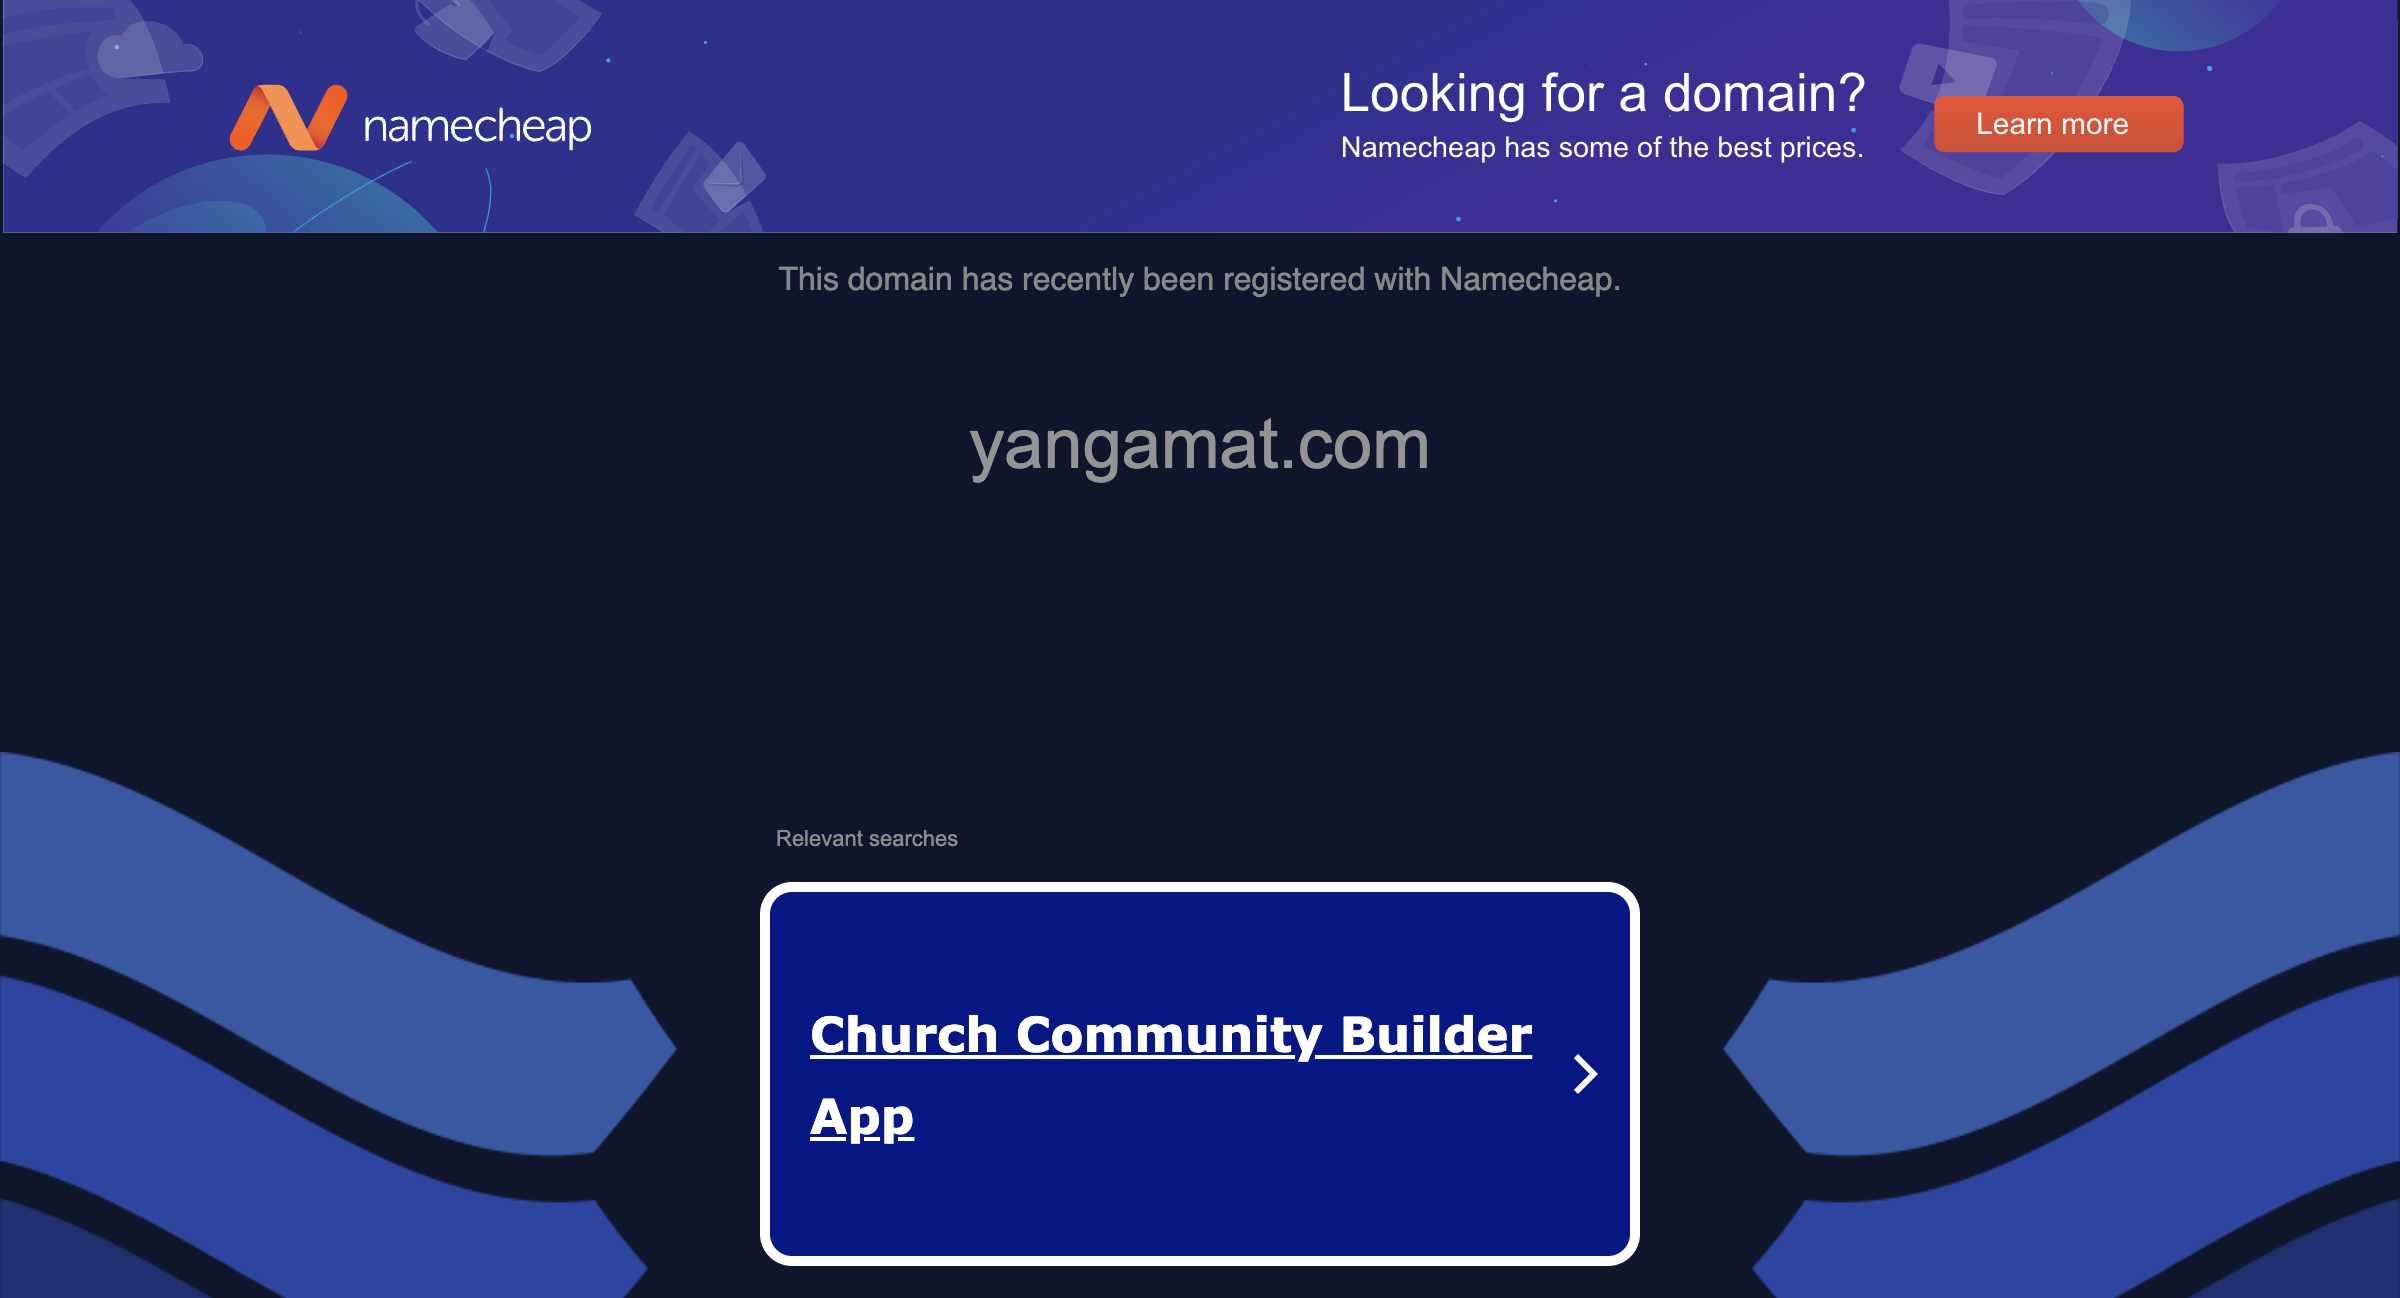 namecheap
Looking for a domain?
Namecheap has some of the best prices.
Learn more
This domain has recently been registered with Namecheap.
yangamat.com
Relevant searches
Church Community Builder
App